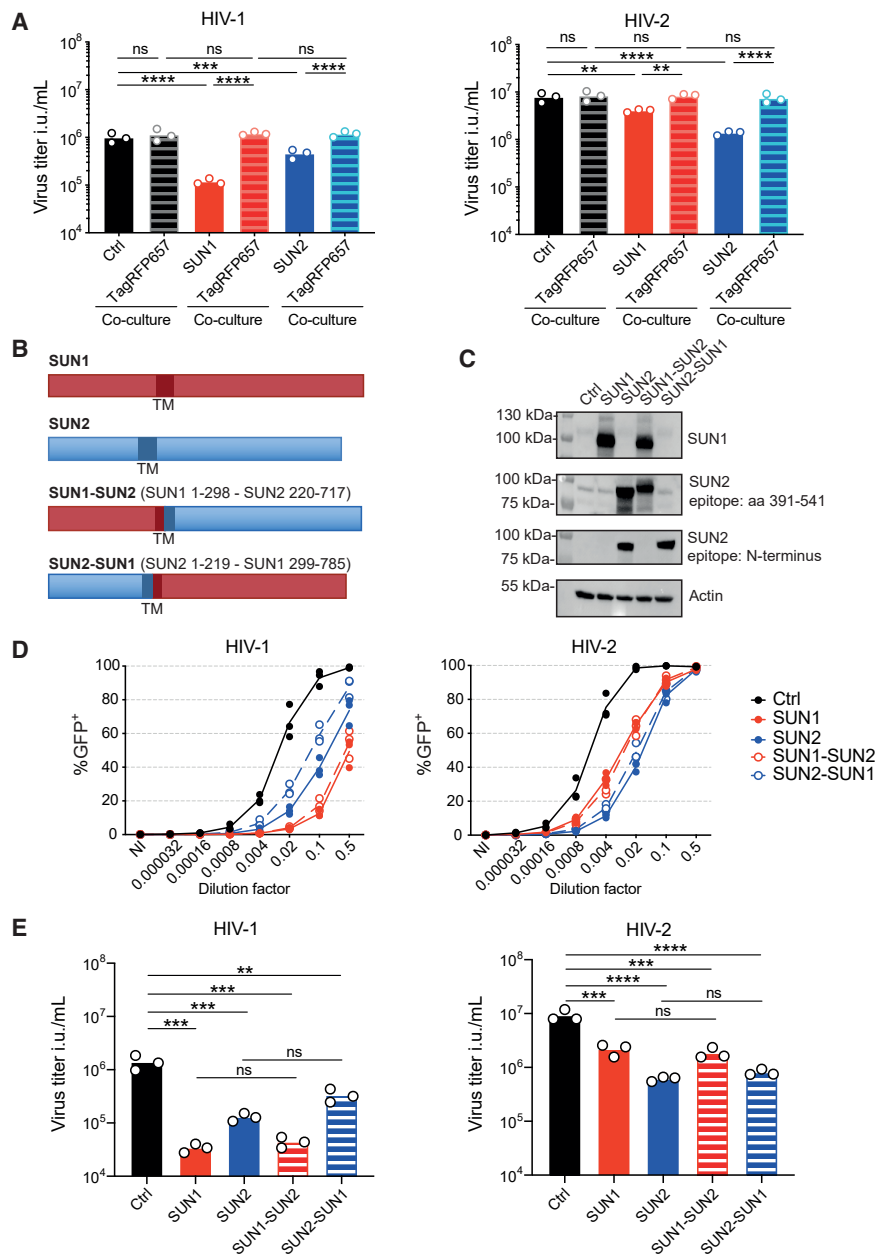 A
HIV-1
Virus titer i.u./mL
10⁸
10⁷
10⁶
10⁵
10⁴
ns ns ns
***
**** **** ****
Ctrl
TagRFP657
SUN1
TagRFP657
SUN2
TagRFP657
Co-culture Co-culture Co-culture
HIV-2
Virus titer i.u./mL
10⁸
10⁷
10⁶
10⁵
10⁴
ns ns ns
****
** ** ****
Ctrl
TagRFP657
SUN1
TagRFP657
SUN2
TagRFP657
Co-culture Co-culture Co-culture
B
SUN1
TM
SUN2
TM
SUN1-SUN2 (SUN1 1-298 - SUN2 220-717)
TM
SUN2-SUN1 (SUN2 1-219 - SUN1 299-785)
TM
C
Ctrl
SUN1
SUN2
SUN1-SUN2
SUN2-SUN1
130 kDa-
100 kDa-
SUN1
100 kDa-
75 kDa-
SUN2
epitope: aa 391-541
100 kDa-
75 kDa-
SUN2
epitope: N-terminus
55 kDa-
Actin
D
HIV-1
%GFP⁺
100
80
60
40
20
0
NI
0.000032
0.00016
0.0008
0.004
0.02
0.1
0.5
Dilution factor
HIV-2
%GFP⁺
100
80
60
40
20
0
NI
0.000032
0.00016
0.0008
0.004
0.02
0.1
0.5
Dilution factor
Ctrl
SUN1
SUN2
SUN1-SUN2
SUN2-SUN1
E
HIV-1
Virus titer i.u./mL
10⁸
10⁷
10⁶
10⁵
10⁴
**
***
***
***
ns
ns
Ctrl
SUN1
SUN2
SUN1-SUN2
SUN2-SUN1
HIV-2
Virus titer i.u./mL
10⁸
10⁷
10⁶
10⁵
10⁴
****
***
****
*** ns
ns
Ctrl
SUN1
SUN2
SUN1-SUN2
SUN2-SUN1